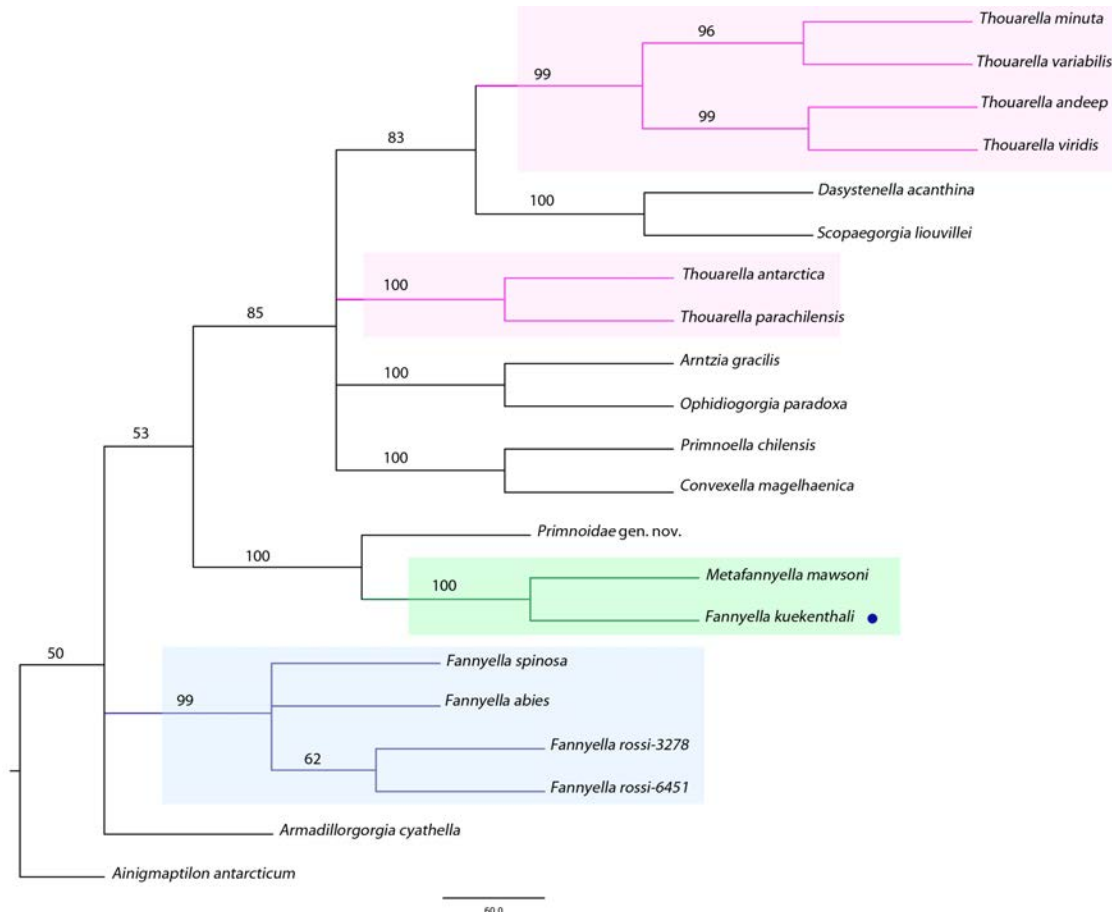 Thouarella minuta
96
Thouarella variabilis
99
Thouarella andeep
99
Thouarella viridis
83
Dasystenella acanthina
100
Scopaegorgia liouvillei
Thouarella antarctica
100
Thouarella parachilensis
85
Arntzia gracilis
100
Ophidiogorgia paradoxa
Primnoella chilensis
100
Convexella magelhaenica
53
Primnoidae gen. nov.
100
Metafannyella mawsoni
100
Fannyella kuekenthali
50
Fannyella spinosa
99
Fannyella abies
Fannyella rossi-3278
62
Fannyella rossi-6451
Armadillorgorgia cyathella
Ainigmaptilon antarcticum
60.0